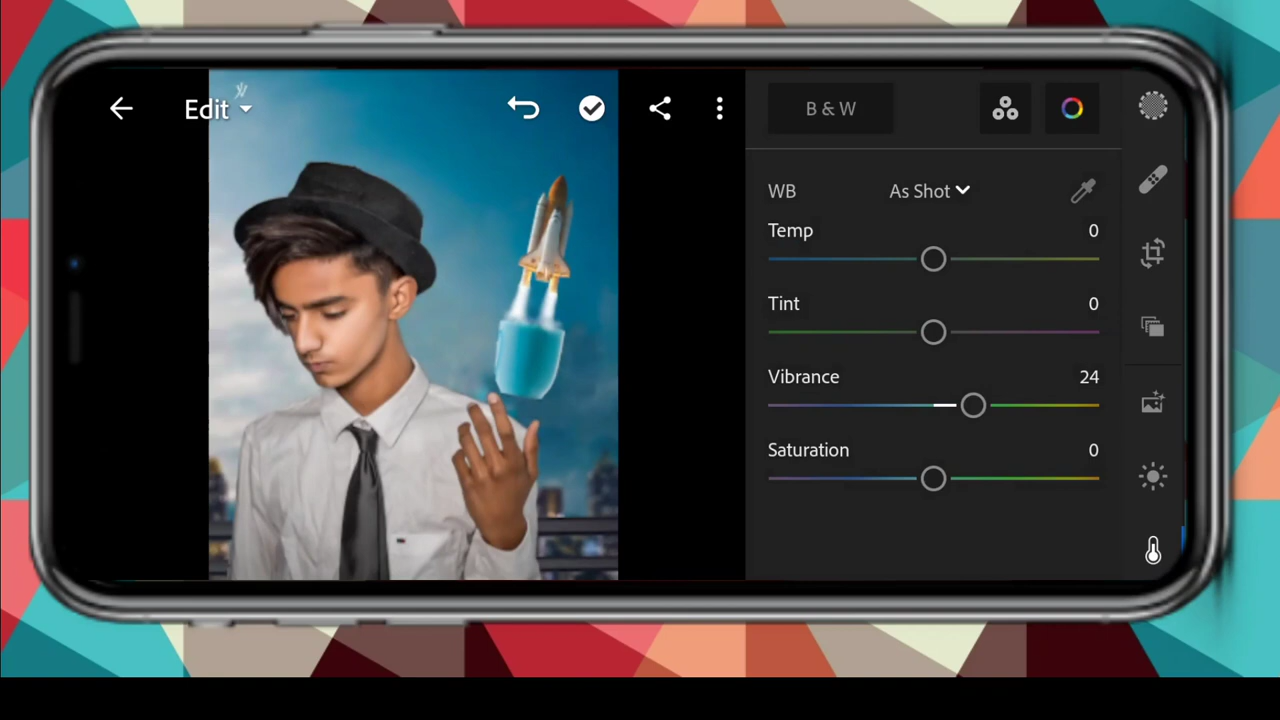 Edit
B & W
WB As Shot
Temp 0
Tint 0
Vibrance 24
Saturation 0